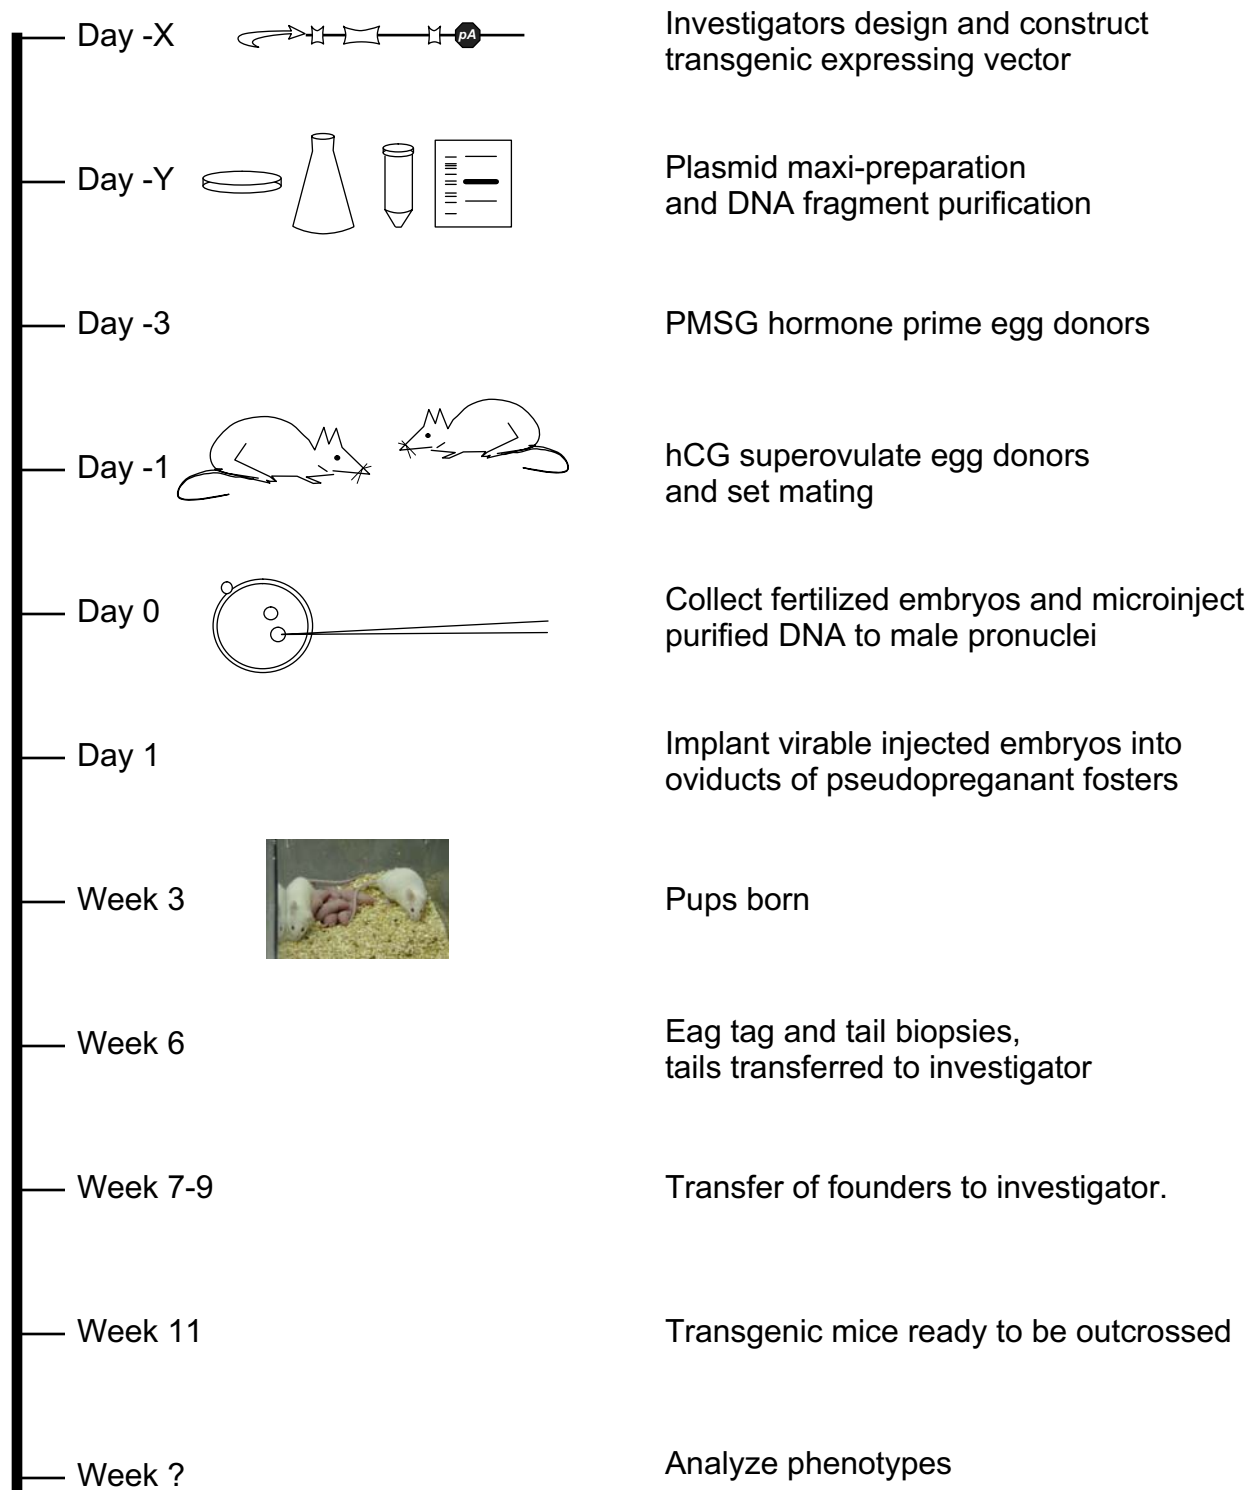 Day -X
pA
Investigators design and construct
transgenic expressing vector
Day -Y
Plasmid maxi-preparation
and DNA fragment purification
Day -3
PMSG hormone prime egg donors
Day -1
hCG superovulate egg donors
and set mating
Day 0
Collect fertilized embryos and microinject
purified DNA to male pronuclei
Day 1
Implant virable injected embryos into
oviducts of pseudopreganant fosters
Week 3
Pups born
Week 6
Eag tag and tail biopsies,
tails transferred to investigator
Week 7-9
Transfer of founders to investigator.
Week 11
Transgenic mice ready to be outcrossed
Week ?
Analyze phenotypes